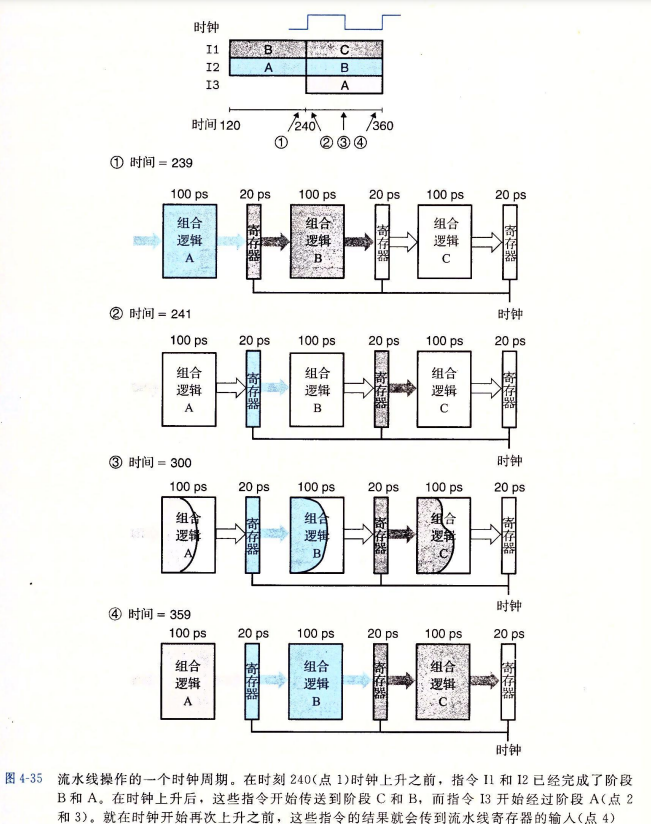 时钟
I1 B C
I2 A B
I3 A
时间 120 240 360
① ② ③ ④
① 时间 = 239
100 ps 20 ps 100 ps 20 ps 100 ps 20 ps
组合 寄 组合 寄 组合 寄
逻辑 存 逻辑 存 逻辑 存
A 器 B 器 C 器
时钟
② 时间 = 241
100 ps 20 ps 100 ps 20 ps 100 ps 20 ps
组合 寄 组合 寄 组合 寄
逻辑 存 逻辑 存 逻辑 存
A 器 B 器 C 器
时钟
③ 时间 = 300
100 ps 20 ps 100 ps 20 ps 100 ps 20 ps
组合 寄 组合 寄 组合 寄
逻辑 存 逻辑 存 逻辑 存
A 器 B 器 C 器
时钟
④ 时间 = 359
100 ps 20 ps 100 ps 20 ps 100 ps 20 ps
组合 寄 组合 寄 组合 寄
逻辑 存 逻辑 存 逻辑 存
A 器 B 器 C 器
时钟
图 4-35 流水线操作的一个时钟周期。在时刻 240(点 1)时钟上升之前，指令 I1 和 I2 已经完成了阶段
B 和 A。在时钟上升后，这些指令开始传送到阶段 C 和 B，而指令 I3 开始经过阶段 A(点 2
和 3)。就在时钟开始再次上升之前，这些指令的结果就会传到流水线寄存器的输入(点 4)